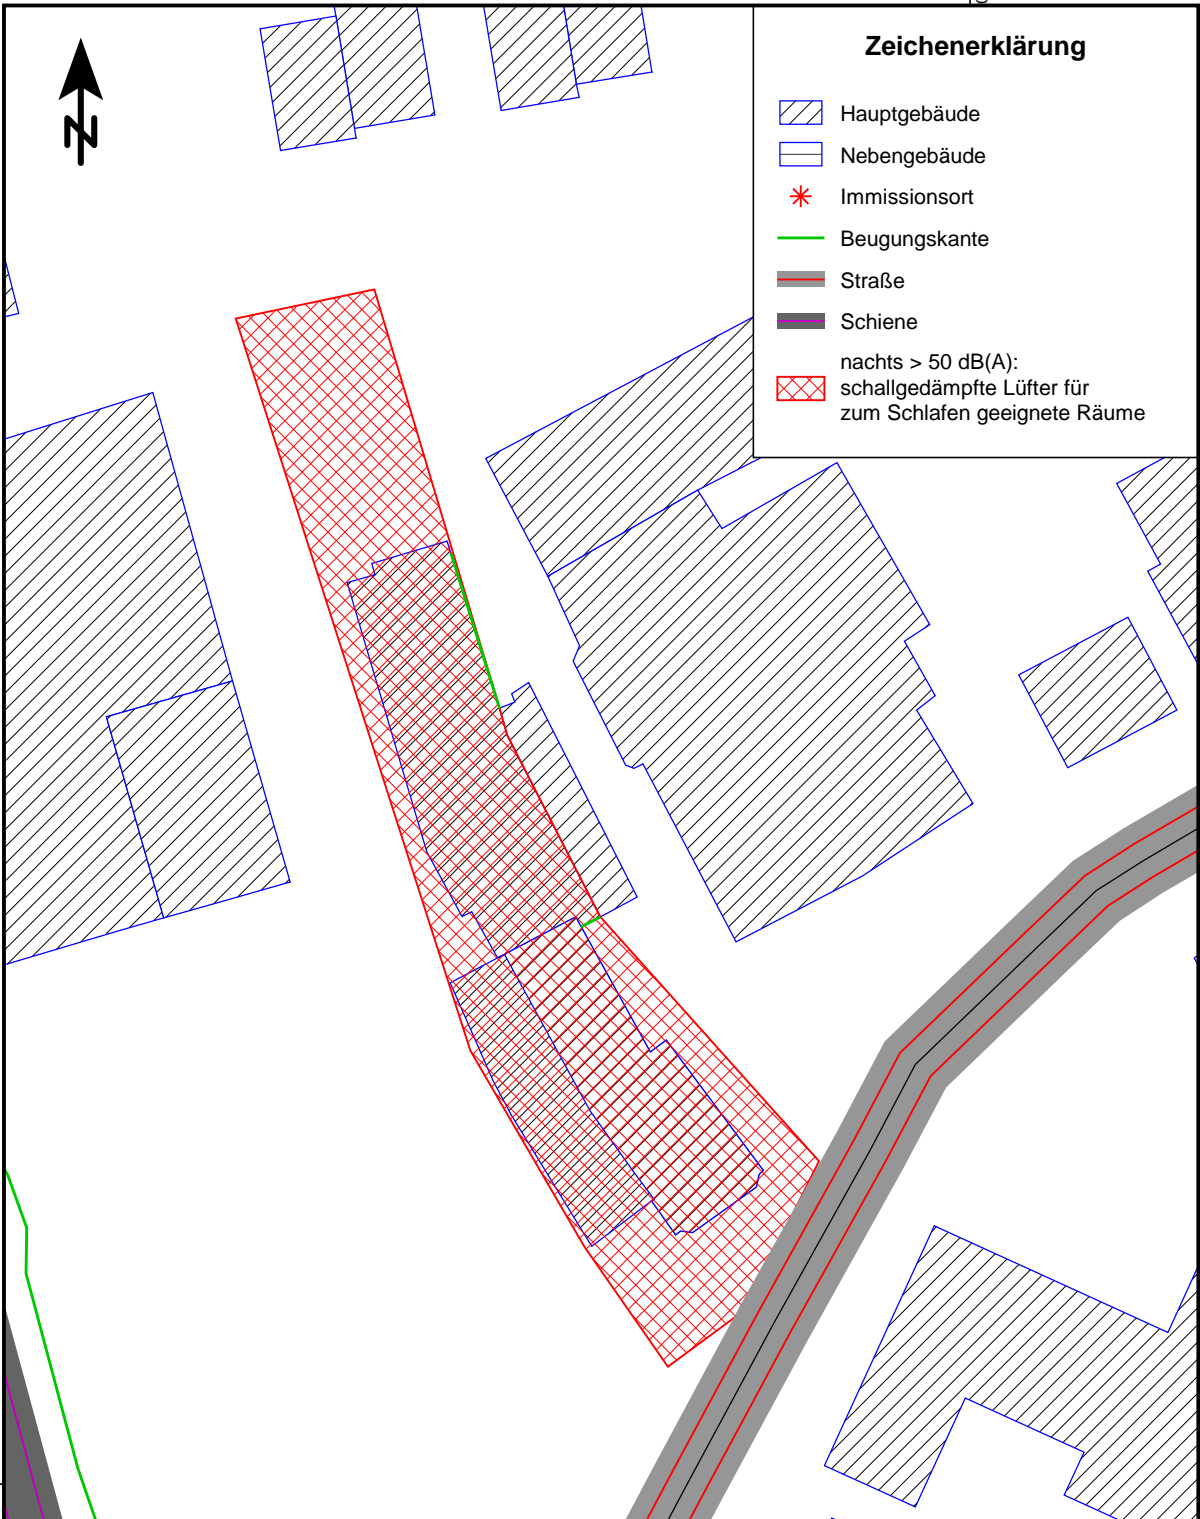 Zeichenerklärung
Hauptgebäude
Nebengebäude
Immissionsort
Beugungskante
Straße
Schiene
nachts > 50 dB(A):
schallgedämpfte Lüfter für
zum Schlafen geeignete Räume
N